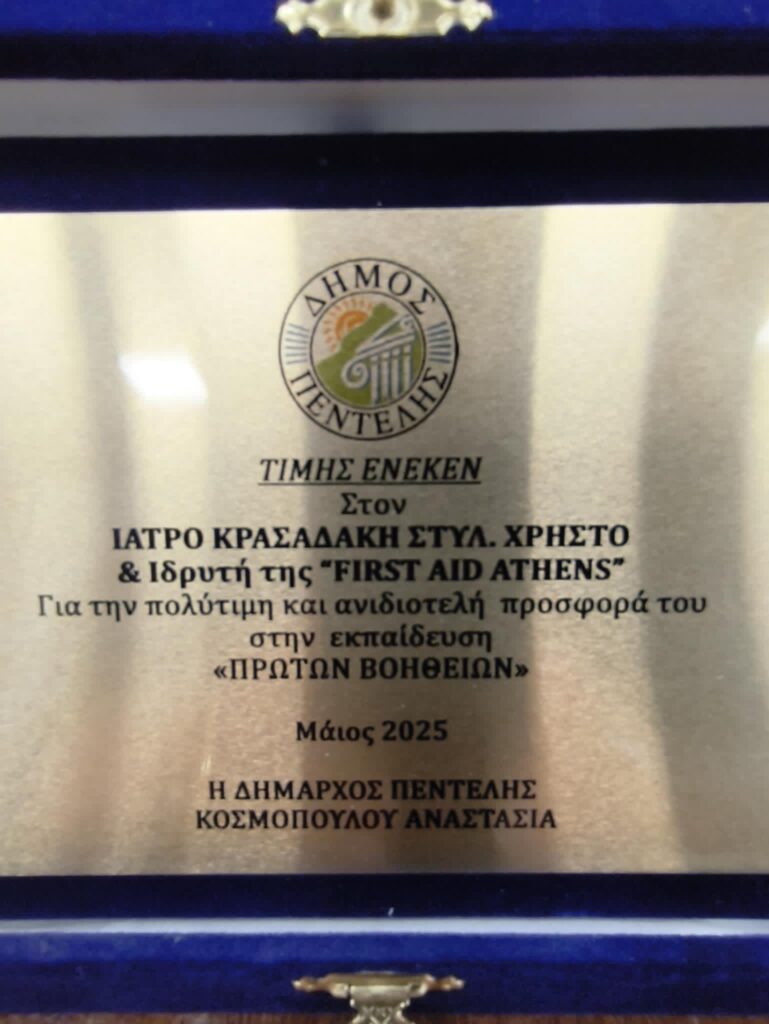 ΔΗΜΟΣ
ΠΕΝΤΕΛΗΣ
ΤΙΜΗΣ ΕΝΕΚΕΝ
Στον
ΙΑΤΡΟ ΚΡΑΣΑΔΑΚΗ ΣΤΥΛ. ΧΡΗΣΤΟ
& Ιδρυτή της “FIRST AID ATHENS”
Για την πολύτιμη και ανιδιοτελή προσφορά του
στην εκπαίδευση
«ΠΡΩΤΩΝ ΒΟΗΘΕΙΩΝ»
Μάιος 2025
Η ΔΗΜΑΡΧΟΣ ΠΕΝΤΕΛΗΣ
ΚΟΣΜΟΠΟΥΛΟΥ ΑΝΑΣΤΑΣΙΑ